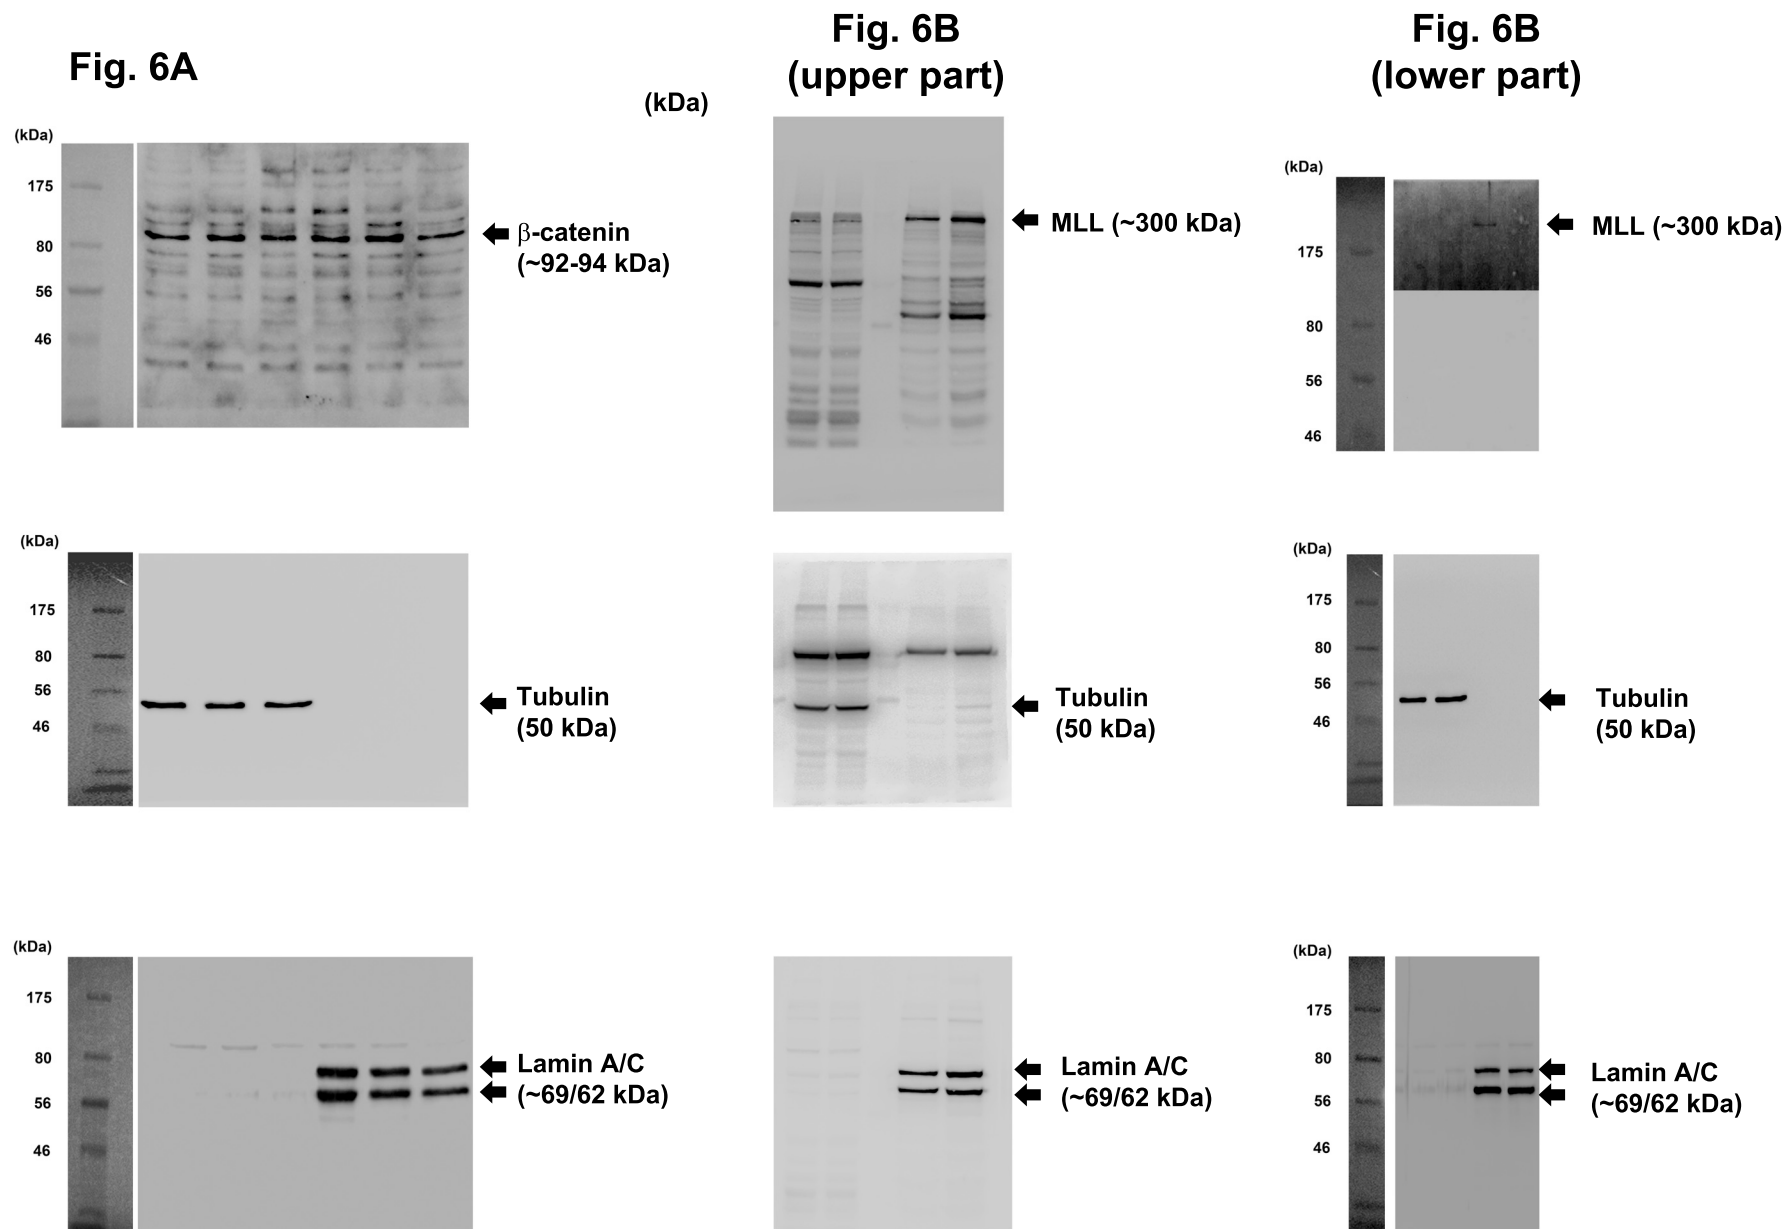 Fig. 6A
(kDa)
175
80
56
46
β-catenin
(~92-94 kDa)
(kDa)
175
80
56
46
Tubulin
(50 kDa)
(kDa)
175
80
56
46
Lamin A/C
(~69/62 kDa)
Fig. 6B
(upper part)
(kDa)
MLL (~300 kDa)
Tubulin
(50 kDa)
Lamin A/C
(~69/62 kDa)
Fig. 6B
(lower part)
(kDa)
175
80
56
46
MLL (~300 kDa)
(kDa)
175
80
56
46
Tubulin
(50 kDa)
(kDa)
175
80
56
46
Lamin A/C
(~69/62 kDa)